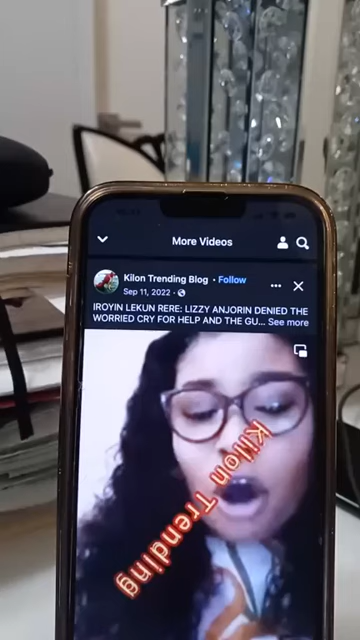 More Videos
Kilon Trending Blog · Follow
Sep 11, 2022 ·
IROYIN LEKUN RERE: LIZZY ANJORIN DENIED THE
WORRIED CRY FOR HELP AND THE GU... See more
Kilon Trending